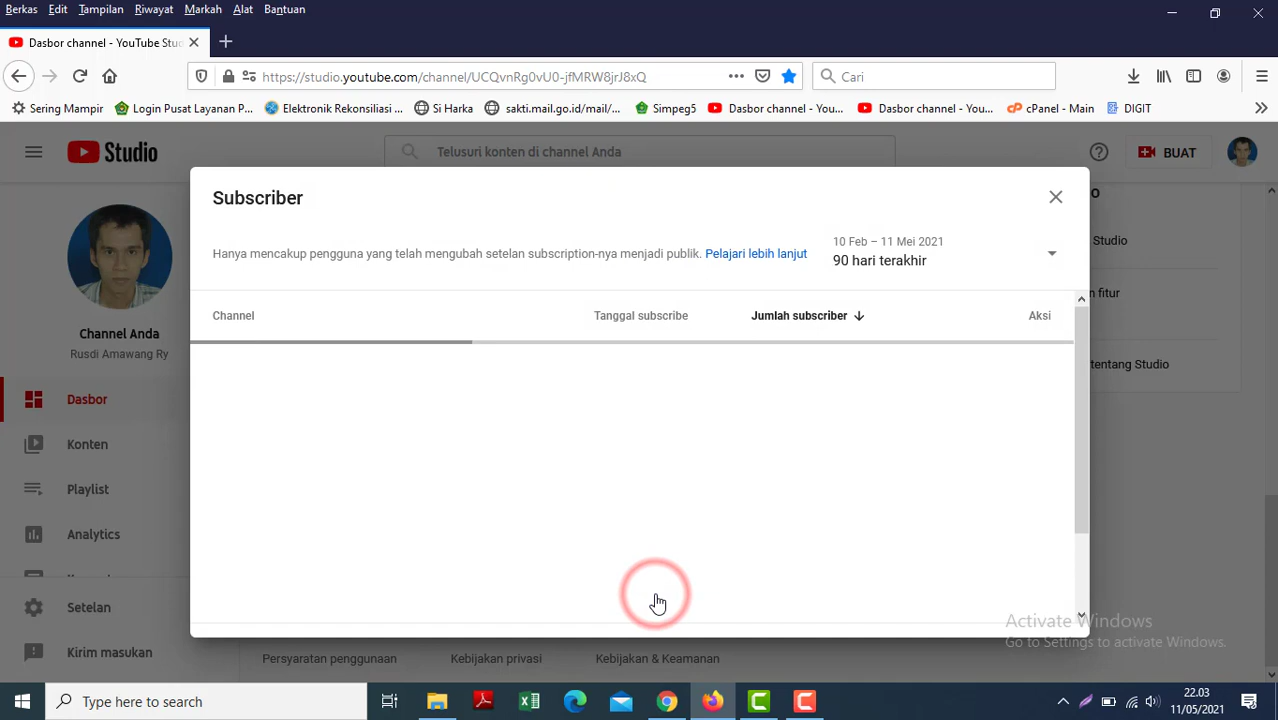 Berkas Edit Tampilan Riwayat Markah Alat Bantuan
Dasbor channel - YouTube Stu
https://studio.youtube.com/channel/UCQvnRg0vU0-jfMRW8jrJ8xQ
Cari
Sering Mampir Login Pusat Layanan P... Elektronik Rekonsiliasi ... Si Harka sakti.mail.go.id/mail/... Simpeg5 Dasbor channel - You... Dasbor channel - You... cPanel - Main DIGIT
Studio Telusuri konten di channel Anda BUAT
Subscriber
Hanya mencakup pengguna yang telah mengubah setelan subscription-nya menjadi publik. Pelajari lebih lanjut
10 Feb – 11 Mei 2021
90 hari terakhir
Channel Tanggal subscribe Jumlah subscriber Aksi
Channel Anda
Rusdi Amawang Ry
Dasbor
Konten
Playlist
Analytics
Setelan
Kirim masukan
o
Studio
n fitur
tentang Studio
Persyaratan penggunaan Kebijakan privasi Kebijakan & Keamanan
Activate Windows
Go to Settings to activate Windows.
Type here to search
22.03
11/05/2021